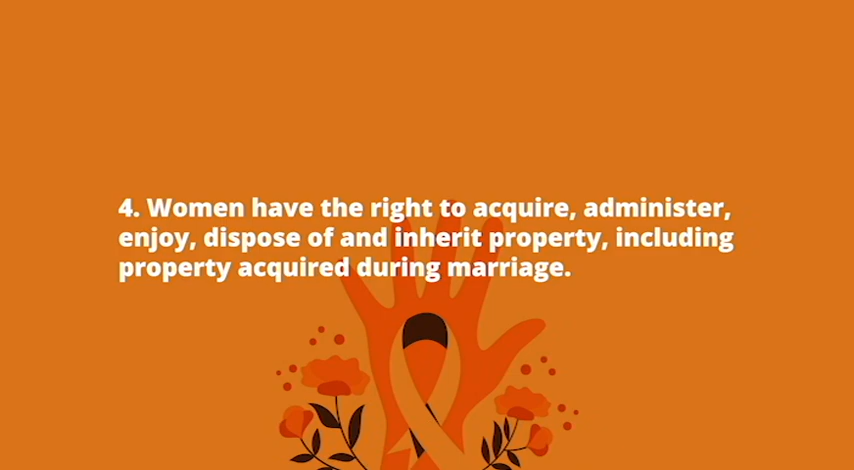 4. Women have the right to acquire, administer,
enjoy, dispose of and inherit property, including
property acquired during marriage.